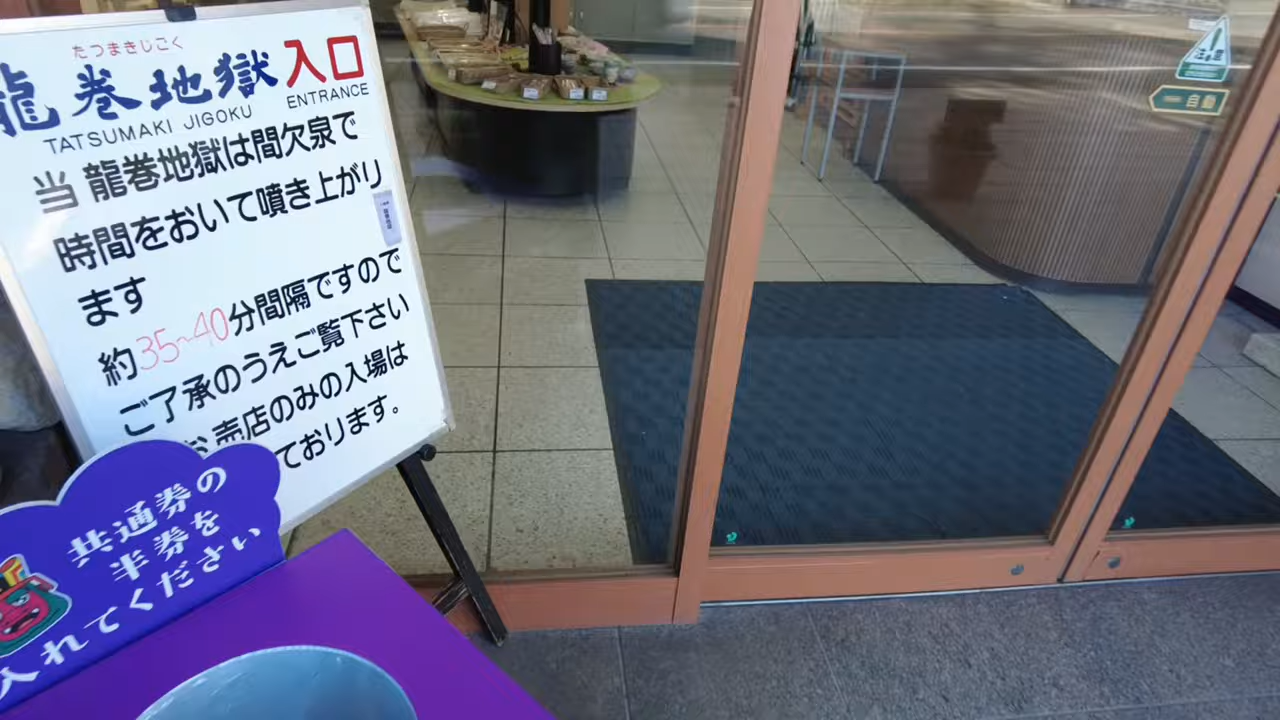 たつまきじごく
龍巻地獄 入口
TATSUMAKI JIGOKU ENTRANCE
当 龍巻地獄は間欠泉で
時間をおいて噴き上がり
ます
約35~40分間隔ですので
ご了承のうえご覧下さい
売店のみの入場は
ております。
共通券の
半券を
入れてください
自動